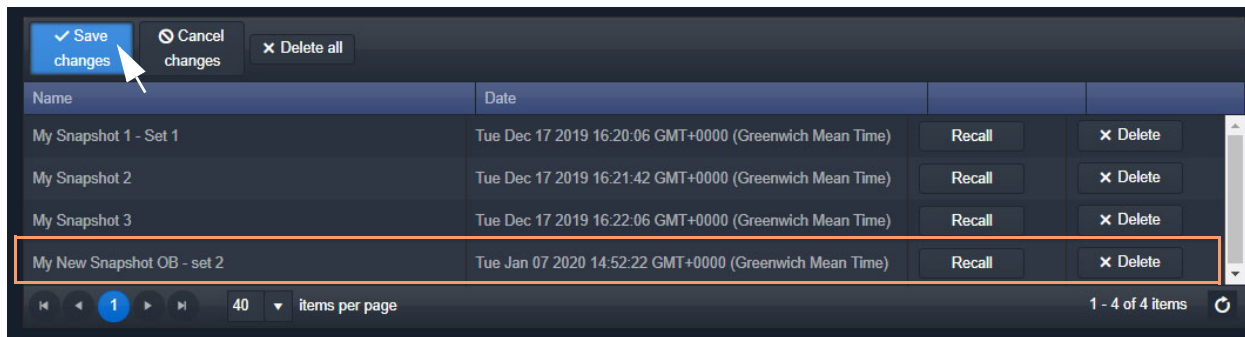 Save changes
Cancel changes
Delete all
Name Date
My Snapshot 1 - Set 1 Tue Dec 17 2019 16:20:06 GMT+0000 (Greenwich Mean Time) Recall Delete
My Snapshot 2 Tue Dec 17 2019 16:21:42 GMT+0000 (Greenwich Mean Time) Recall Delete
My Snapshot 3 Tue Dec 17 2019 16:22:06 GMT+0000 (Greenwich Mean Time) Recall Delete
My New Snapshot OB - set 2 Tue Jan 07 2020 14:52:22 GMT+0000 (Greenwich Mean Time) Recall Delete
1 40 items per page 1 - 4 of 4 items